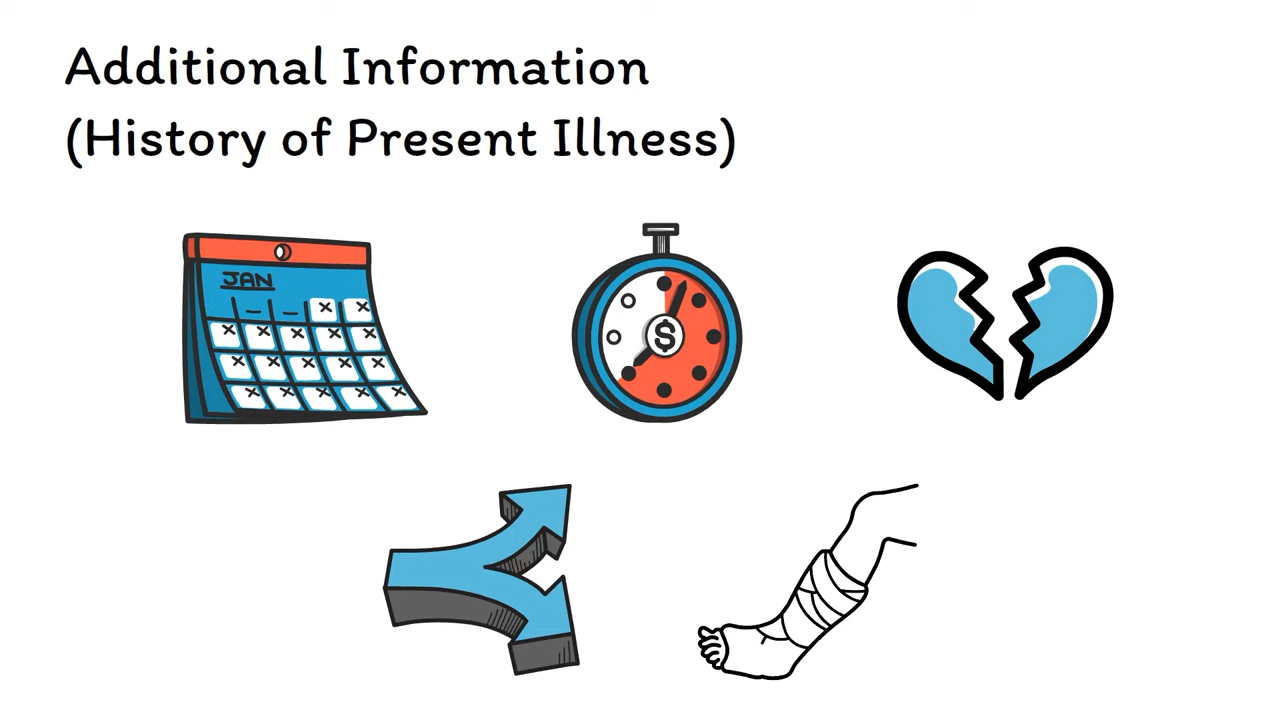 Additional Information
(History of Present Illness)
JAN
$